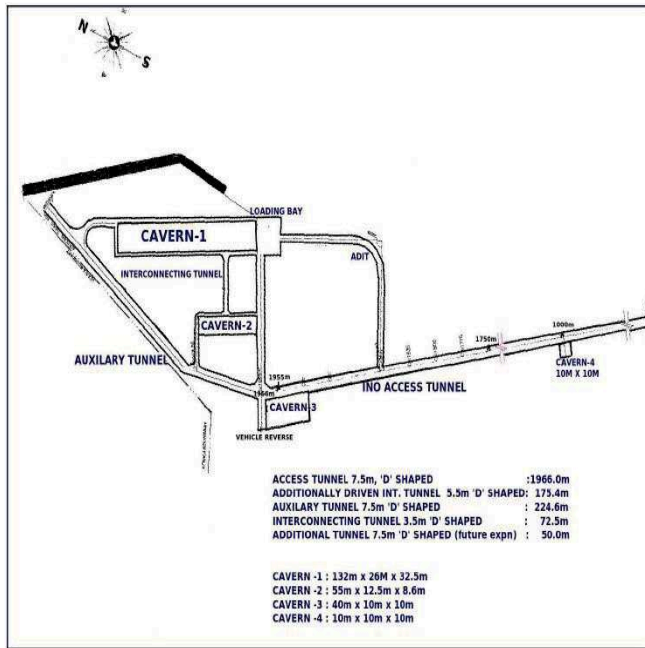 N
S
LOADING BAY
CAVERN-1
ADIT
INTERCONNECTING TUNNEL
CAVERN-2
1000m
1750m
AUXILARY TUNNEL
CAVERN-4
10M X 10M
1955m
INO ACCESS TUNNEL
1966m
CAVERN-3
VEHICLE REVERSE
ACCESS TUNNEL 7.5m, 'D' SHAPED :1966.0m
ADDITIONALLY DRIVEN INT. TUNNEL 5.5m 'D' SHAPED: 175.4m
AUXILARY TUNNEL 7.5m 'D' SHAPED : 224.6m
INTERCONNECTING TUNNEL 3.5m 'D' SHAPED : 72.5m
ADDITIONAL TUNNEL 7.5m 'D' SHAPED (future expn) : 50.0m
CAVERN -1 : 132m x 26M x 32.5m
CAVERN -2 : 55m x 12.5m x 8.6m
CAVERN -3 : 40m x 10m x 10m
CAVERN -4 : 10m x 10m x 10m